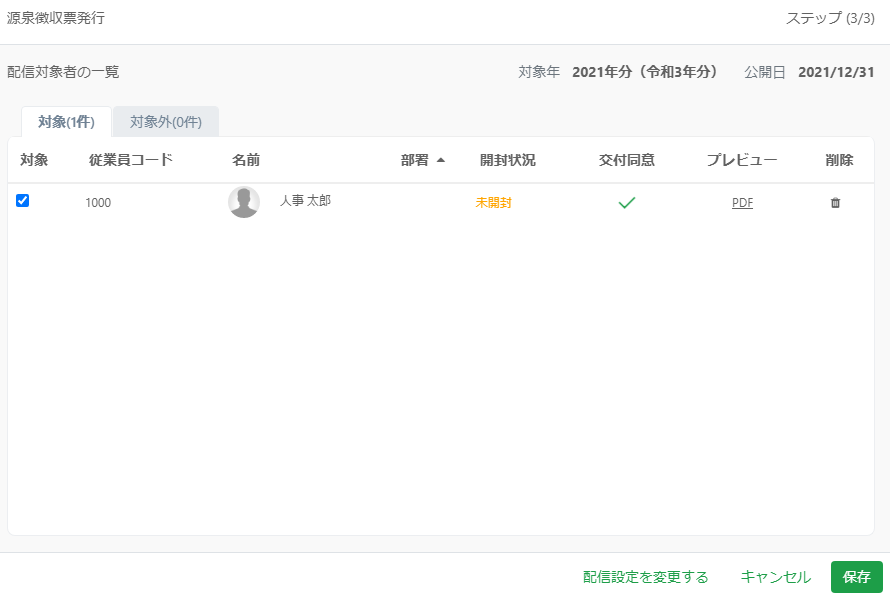 源泉徴収票発行 ステップ (3/3)
配信対象者の一覧 対象年 2021年分（令和3年分） 公開日 2021/12/31
対象(1件) 対象外(0件)
対象 従業員コード 名前 部署 開封状況 交付同意 プレビュー 削除
1000 人事 太郎 未開封 PDF
配信設定を変更する キャンセル 保存